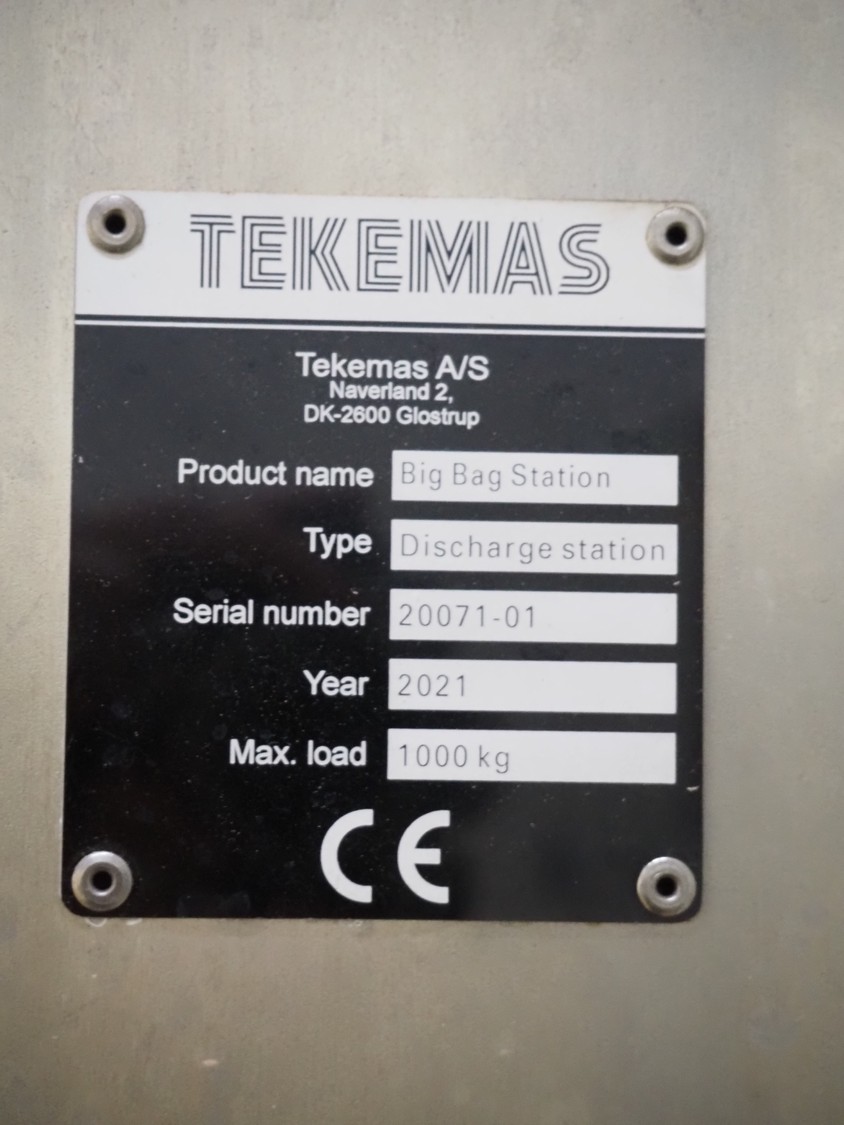 TEKEMAS
Tekemas A/S
Naverland 2,
DK-2600 Glostrup
Product name Big Bag Station
Type Discharge station
Serial number 20071-01
Year 2021
Max. load 1000 kg
CE